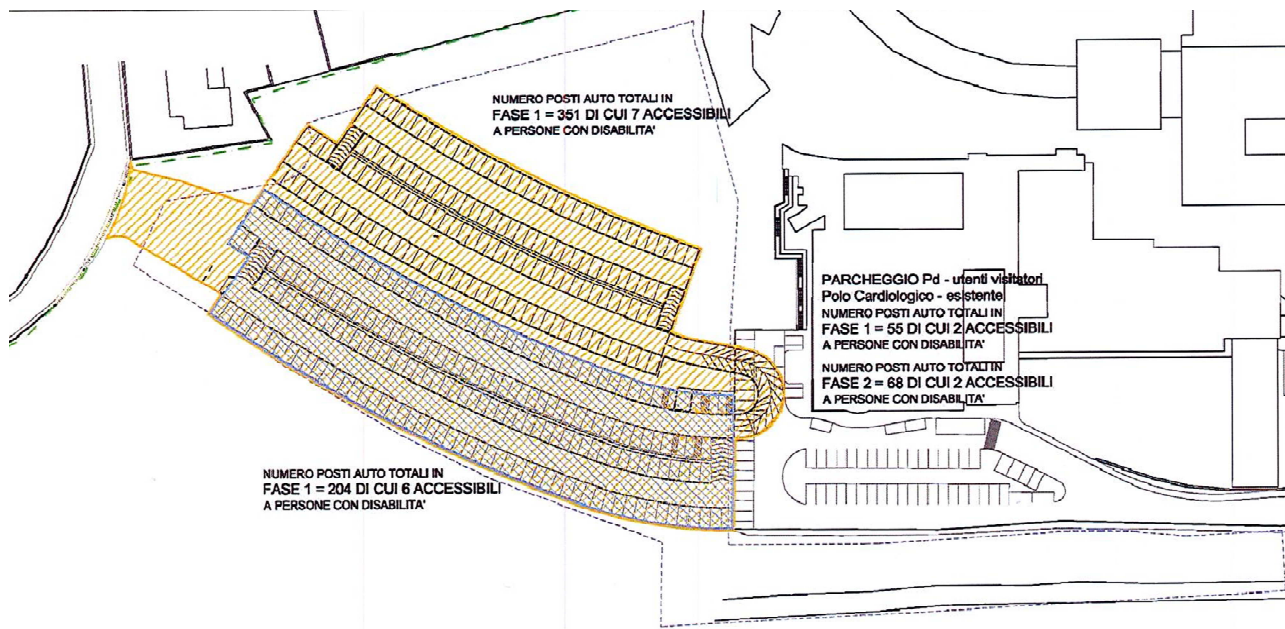 NUMERO POSTI AUTO TOTALI IN
FASE 1 = 351 DI CUI 7 ACCESSIBILI
A PERSONE CON DISABILITA'
PARCHEGGIO Pd - utenti visitatori
Polo Cardiologico - esistente
NUMERO POSTI AUTO TOTALI IN
FASE 1 = 55 DI CUI 2 ACCESSIBILI
A PERSONE CON DISABILITA'
NUMERO POSTI AUTO TOTALI IN
FASE 2 = 68 DI CUI 2 ACCESSIBILI
A PERSONE CON DISABILITA'
NUMERO POSTI AUTO TOTALI IN
FASE 1 = 204 DI CUI 6 ACCESSIBILI
A PERSONE CON DISABILITA'